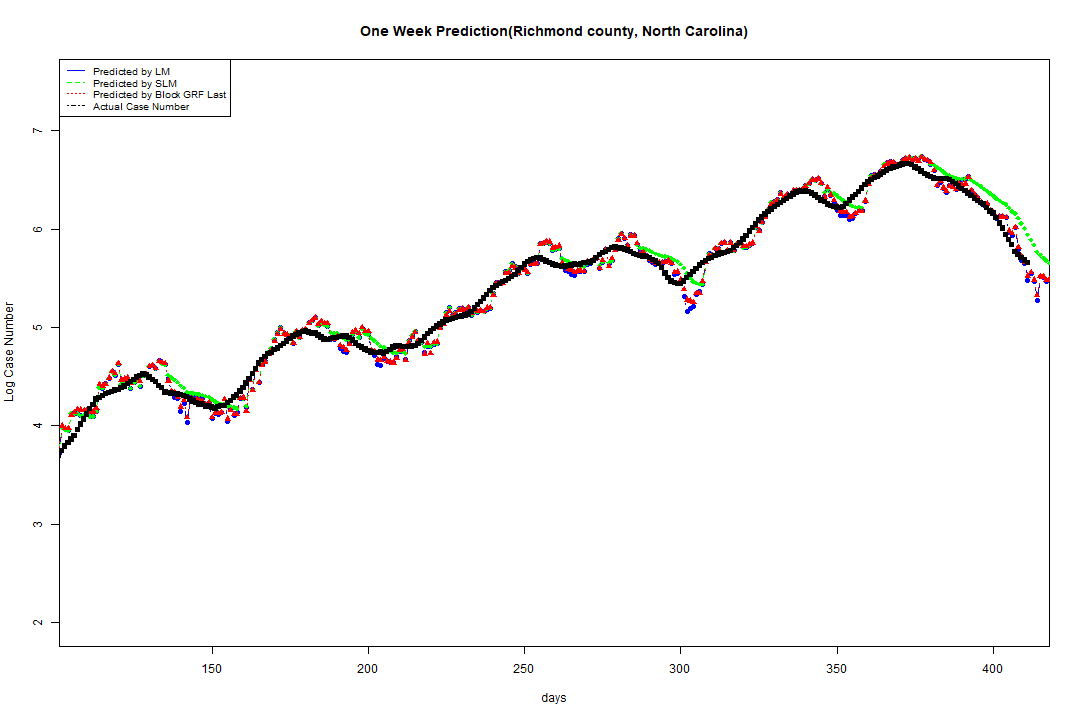 One Week Prediction(Richmond county, North Carolina)
Predicted by LM
Predicted by SLM
Predicted by Block GRF Last
Actual Case Number
7
6
5
4
3
2
Log Case Number
150 200 250 300 350 400
days